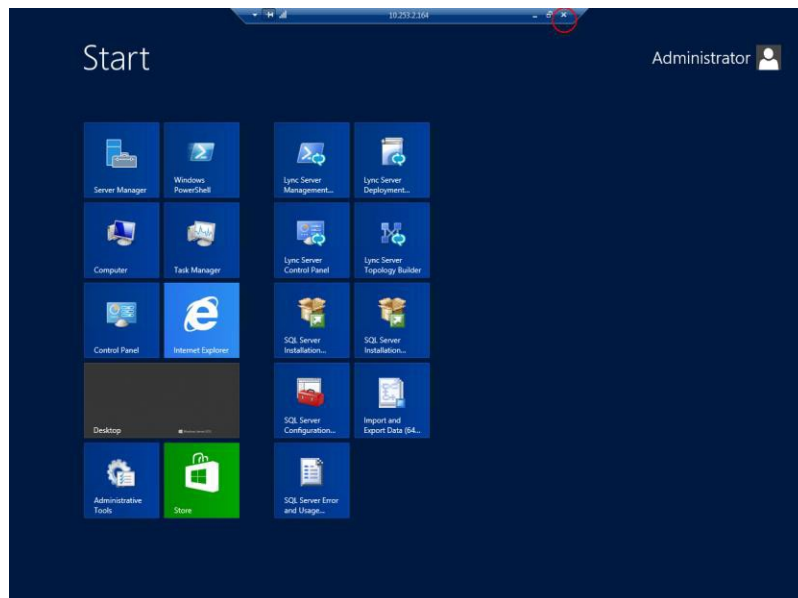 10.253.2.164
Start
Administrator
Server Manager
Windows
PowerShell
Lync Server
Management...
Lync Server
Deployment...
Computer
Task Manager
Lync Server
Control Panel
Lync Server
Topology Builder
Control Panel
Internet Explorer
SQL Server
Installation...
SQL Server
Installation...
Desktop
SQL Server
Configuration...
Import and
Export Data (64...
Administrative
Tools
Store
SQL Server Error
and Usage...